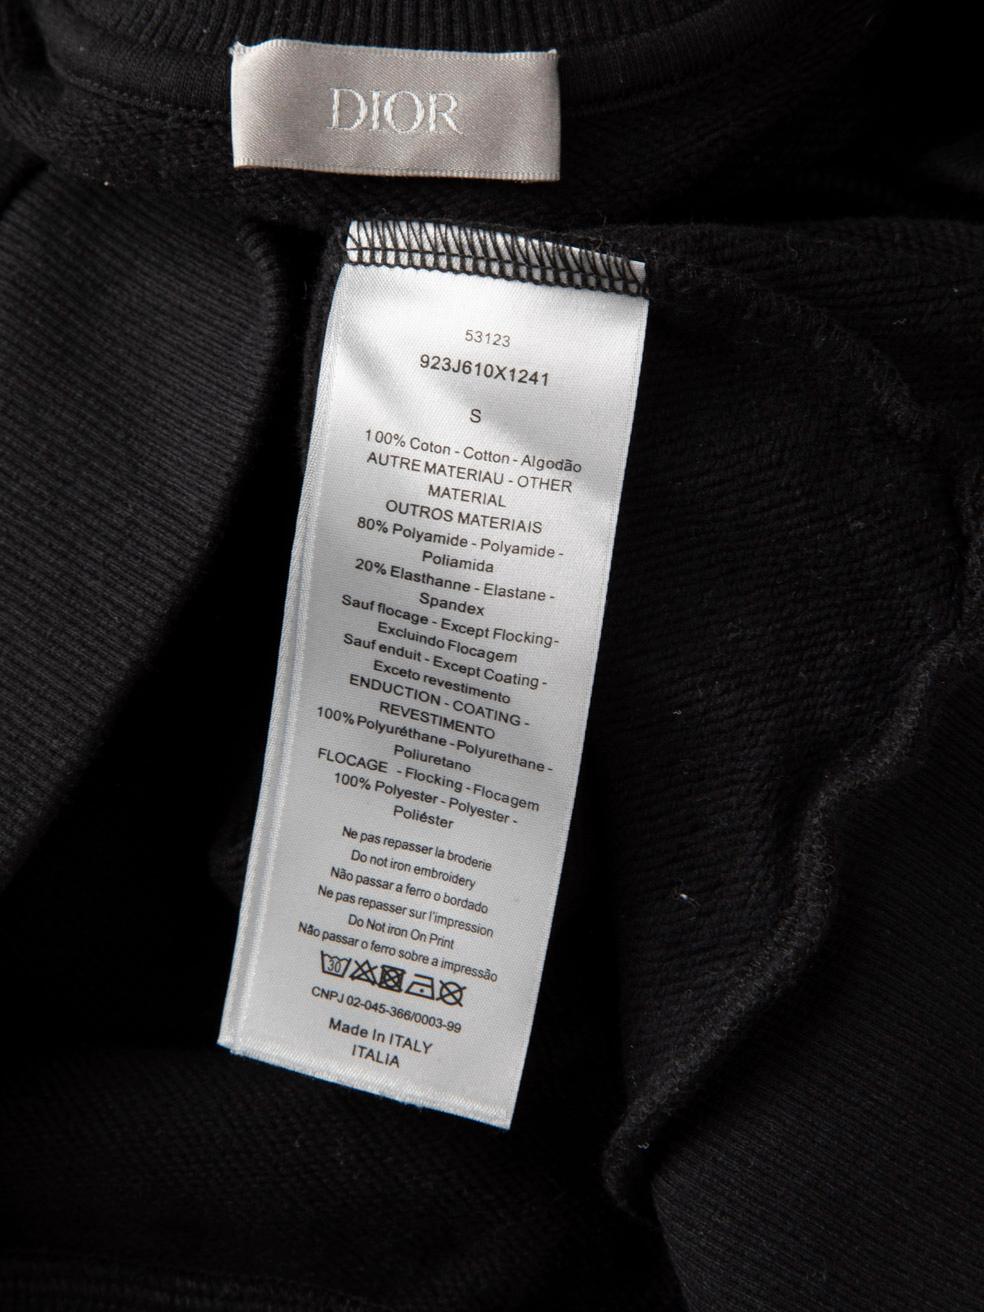 DIOR
53123
923J610X1241
S
100% Coton - Cotton - Algodão
AUTRE MATERIAU - OTHER
MATERIAL
OUTROS MATERIAIS
80% Polyamide - Polyamide -
Poliamida
20% Elasthanne - Elastane -
Spandex
Sauf flocage - Except Flocking-
Excluindo Flocagem
Sauf enduit - Except Coating -
Exceto revestimento
ENDUCTION - COATING -
REVESTIMENTO
100% Polyuréthane - Polyurethane -
Poliuretano
FLOCAGE - Flocking - Flocagem
100% Polyester - Polyester -
Poliéster
Ne pas repasser la broderie
Do not iron embroidery
Não passar a ferro o bordado
Ne pas repasser sur l'impression
Do Not iron On Print
Não passar o ferro sobre a impressão
30
CNPJ 02-045-366/0003-99
Made In ITALY
ITALIA